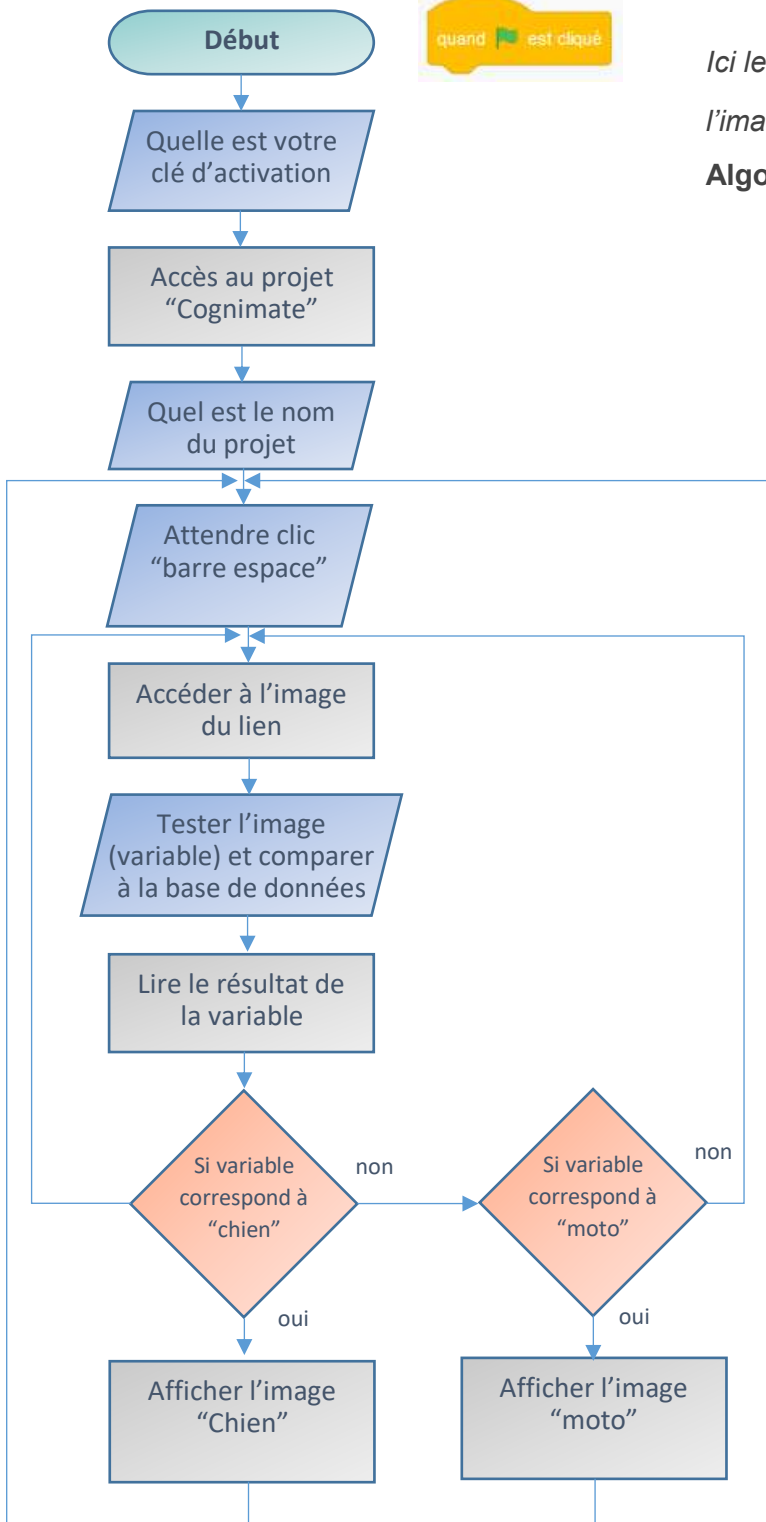 Début
quand est cliqué
Ici le
l’ima
Algo
Quelle est votre
clé d’activation
Accès au projet
“Cognimate”
Quel est le nom
du projet
Attendre clic
“barre espace”
Accéder à l’image
du lien
Tester l’image
(variable) et comparer
à la base de données
Lire le résultat de
la variable
Si variable
correspond à
“chien”
non
Si variable
correspond à
“moto”
non
oui
oui
Afficher l’image
“Chien”
Afficher l’image
“moto”